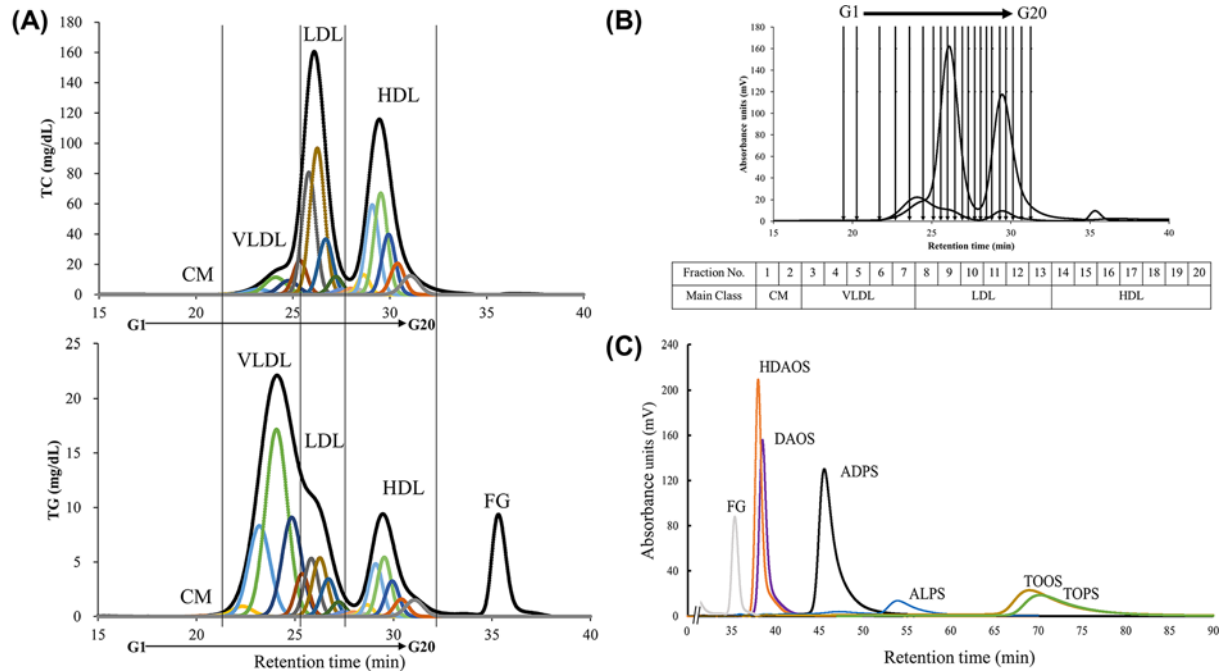 (A)
180
160
140
120
100
80
60
40
20
0
TC (mg/dL)
CM
VLDL
LDL
HDL
15 20 25 30 35 40
G1 G20
25
20
15
10
5
0
TG (mg/dL)
CM
VLDL
LDL
HDL
FG
15 20 25 30 35 40
G1 G20
Retention time (min)
(B)
G1 G20
180
160
140
120
100
80
60
40
20
0
Absorbance units (mV)
15 20 25 30 35 40
Retention time (min)
Fraction No. 1 2 3 4 5 6 7 8 9 10 11 12 13 14 15 16 17 18 19 20
Main Class CM VLDL LDL HDL
(C)
240
200
160
120
80
40
0
Absorbance units (mV)
FG
HDAOS
DAOS
ADPS
ALPS
TOOS
TOPS
0 35 40 45 50 55 60 65 70 75 80 85 90
Retention time (min)